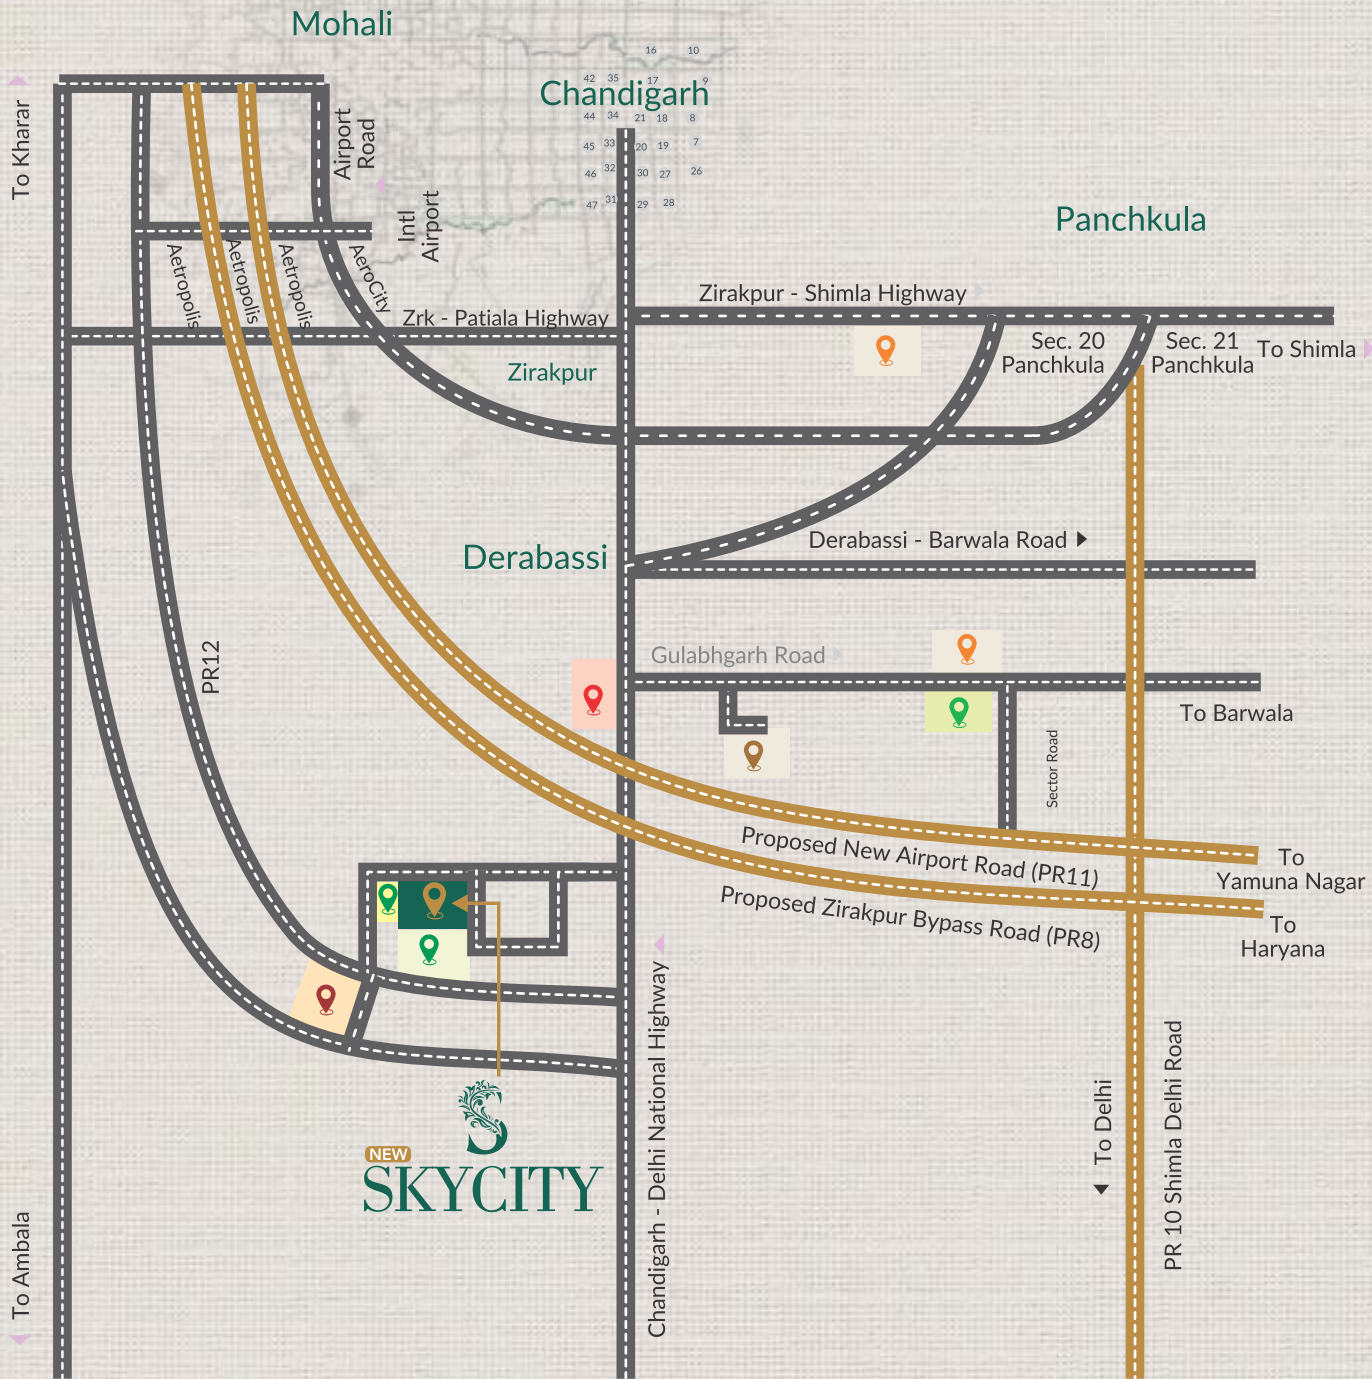 Mohali
16 10
42 35 17 9
Chandigarh
44 34 21 18 8
45 33 20 19 7
46 32 30 27 26
47 31 29 28
To Kharar
Airport
Road
Intl
Airport
Panchkula
Aetropolis
Aetropolis
Aetropolis
AeroCity
Zirakpur - Shimla Highway
Zrk - Patiala Highway
Sec. 20
Panchkula
Sec. 21
Panchkula
To Shimla
Zirakpur
Derabassi - Barwala Road
Derabassi
PR12
Gulabhgarh Road
To Barwala
Sector Road
Proposed New Airport Road (PR11)
To
Yamuna Nagar
Proposed Zirakpur Bypass Road (PR8)
To
Haryana
Chandigarh - Delhi National Highway
To Delhi
PR 10 Shimla Delhi Road
S
NEW
SKYCITY
To Ambala